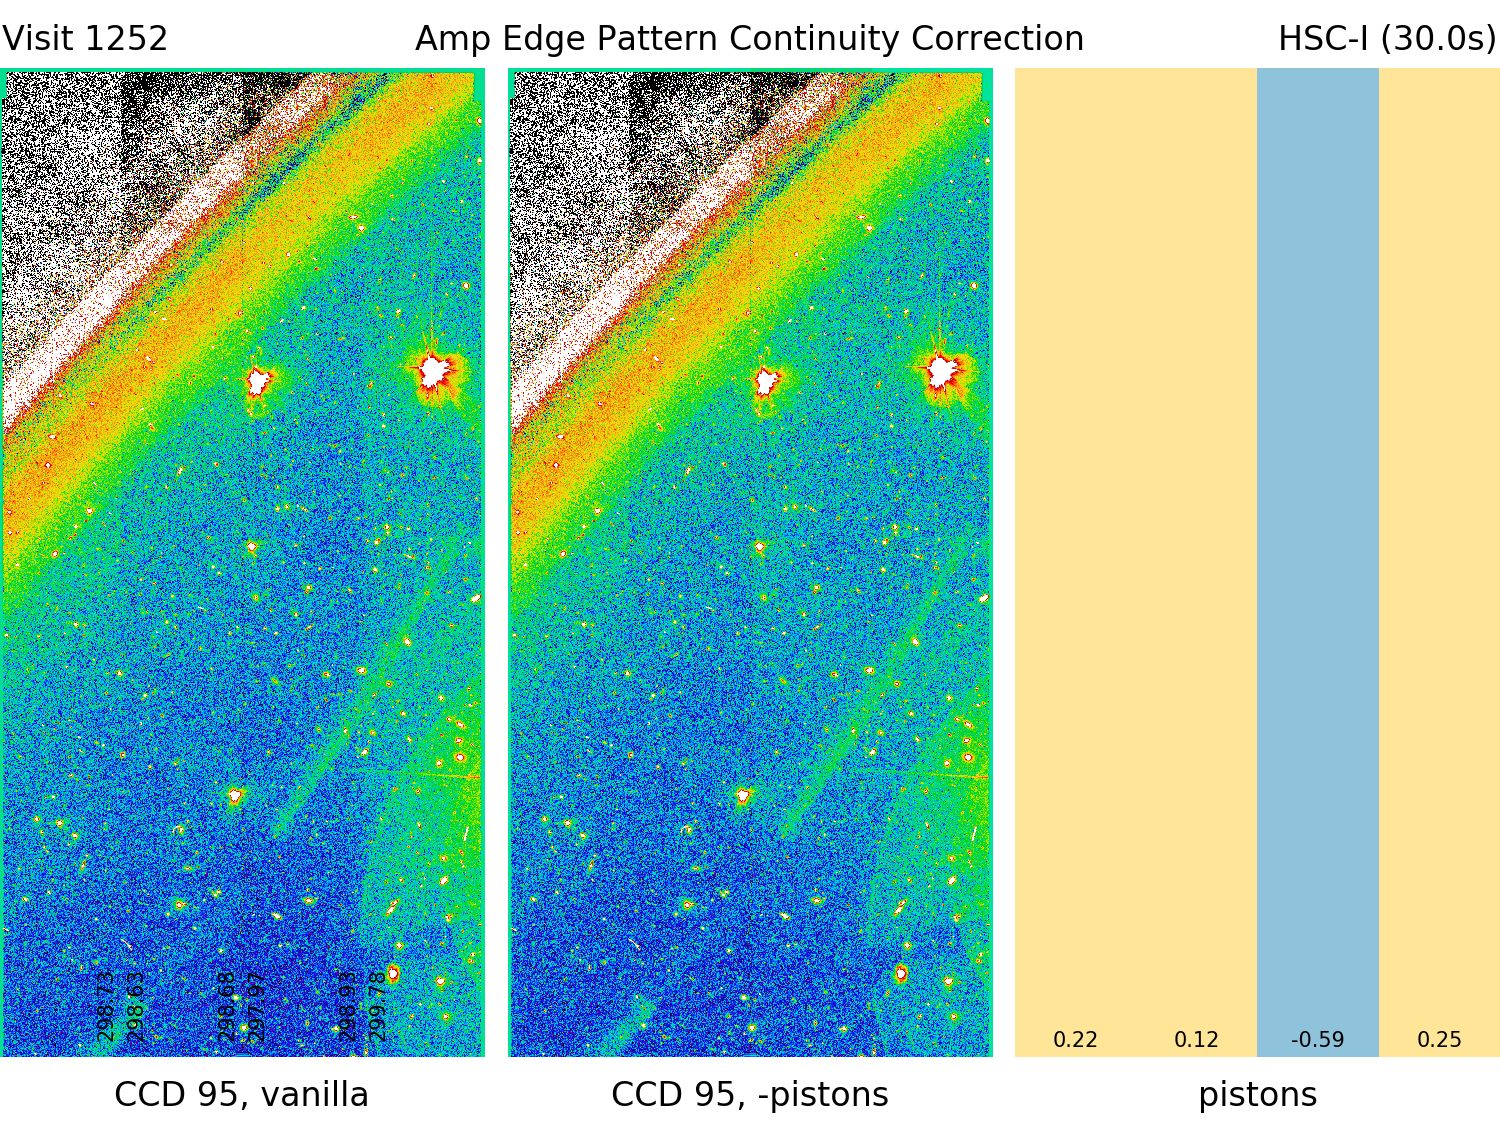 Visit 1252
Amp Edge Pattern Continuity Correction
HSC-I (30.0s)
298.73
298.63
298.68
297.97
298.93
299.78
0.22
0.12
-0.59
0.25
CCD 95, vanilla
CCD 95, -pistons
pistons